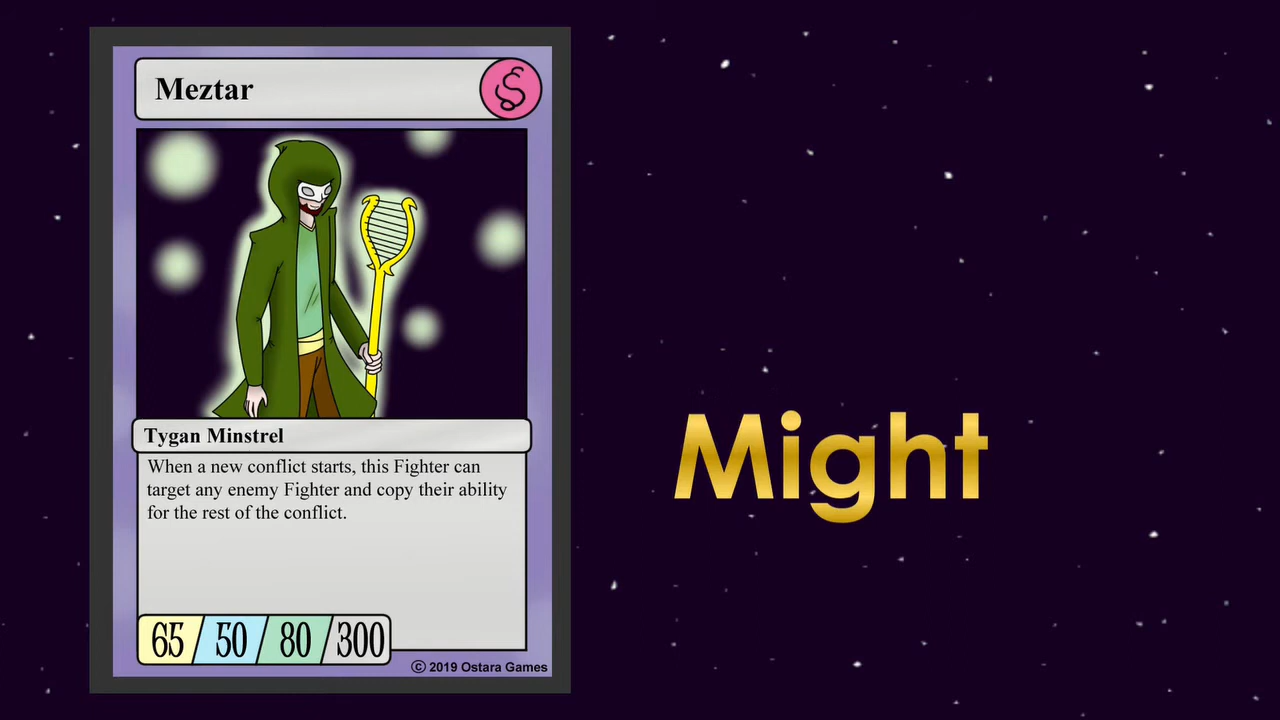 Meztar
Tygan Minstrel
When a new conflict starts, this Fighter can
target any enemy Fighter and copy their ability
for the rest of the conflict.
65 50 80 300
© 2019 Ostara Games
Might